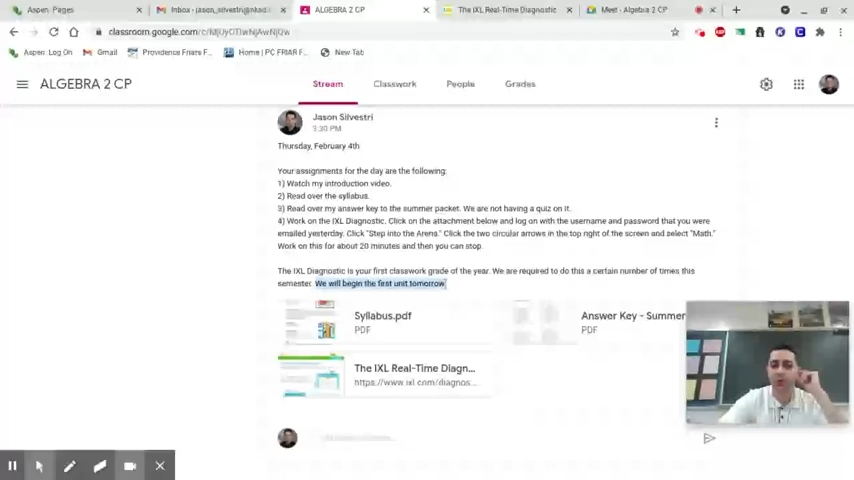 Aspen: Pages
Inbox - jason_silvestri@nkad
ALGEBRA 2 CP
The IXL Real-Time Diagnostic
Meet - Algebra 2 CP
classroom.google.com
Aspen: Log On
Gmail
Providence Friars F...
Home | PC FRIAR F...
New Tab
ALGEBRA 2 CP
Stream
Classwork
People
Grades
Jason Silvestri
3:30 PM
Thursday, February 4th
Your assignments for the day are the following:
1) Watch my introduction video.
2) Read over the syllabus.
3) Read over my answer key to the summer packet. We are not having a quiz on it.
4) Work on the IXL Diagnostic. Click on the attachment below and log on with the username and password that you were
emailed yesterday. Click "Step into the Arena." Click the two circular arrows in the top right of the screen and select "Math."
Work on this for about 20 minutes and then you can stop.
The IXL Diagnostic is your first classwork grade of the year. We are required to do this a certain number of times this
semester. We will begin the first unit tomorrow.
Syllabus.pdf
PDF
Answer Key - Summer
PDF
The IXL Real-Time Diagn...
https://www.ixl.com/diagnos...